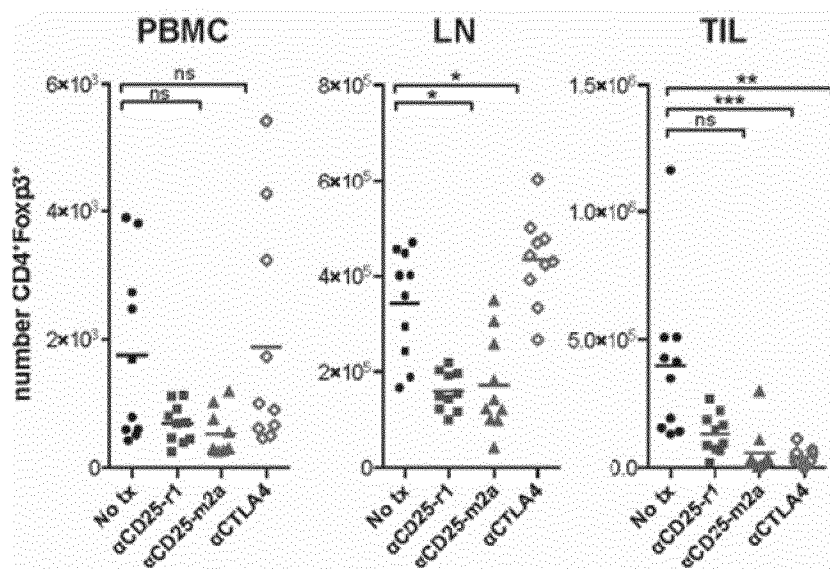 PBMC
6×10³
4×10³
2×10³
0
number CD4⁺Foxp3⁺
ns
ns
No tx
αCD25-r1
αCD25-m2a
αCTLA4
LN
8×10⁵
6×10⁵
4×10⁵
2×10⁵
0
*
*
No tx
αCD25-r1
αCD25-m2a
αCTLA4
TIL
1.5×10⁶
1.0×10⁶
5.0×10⁵
0.0
**
***
ns
No tx
αCD25-r1
αCD25-m2a
αCTLA4